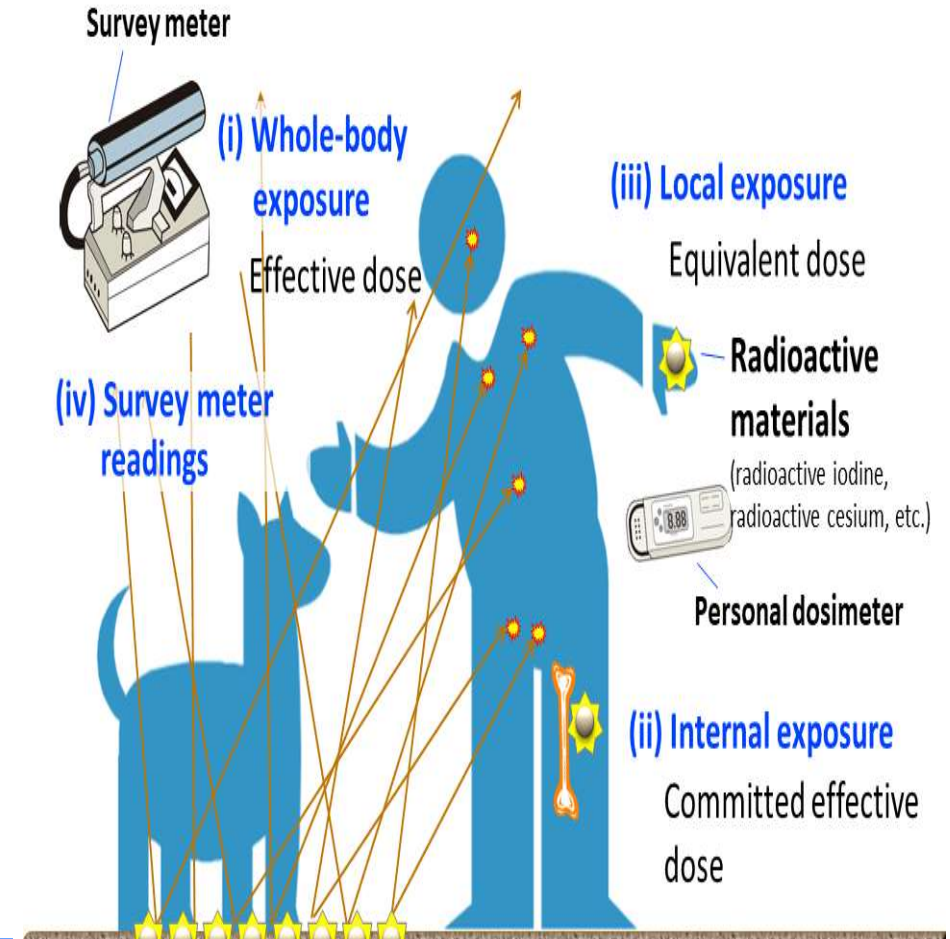 Survey meter
(i) Whole-body
exposure
Effective dose
(iii) Local exposure
Equivalent dose
Radioactive
materials
(radioactive iodine,
radioactive cesium, etc.)
(iv) Survey meter
readings
8.88
Personal dosimeter
(ii) Internal exposure
Committed effective
dose